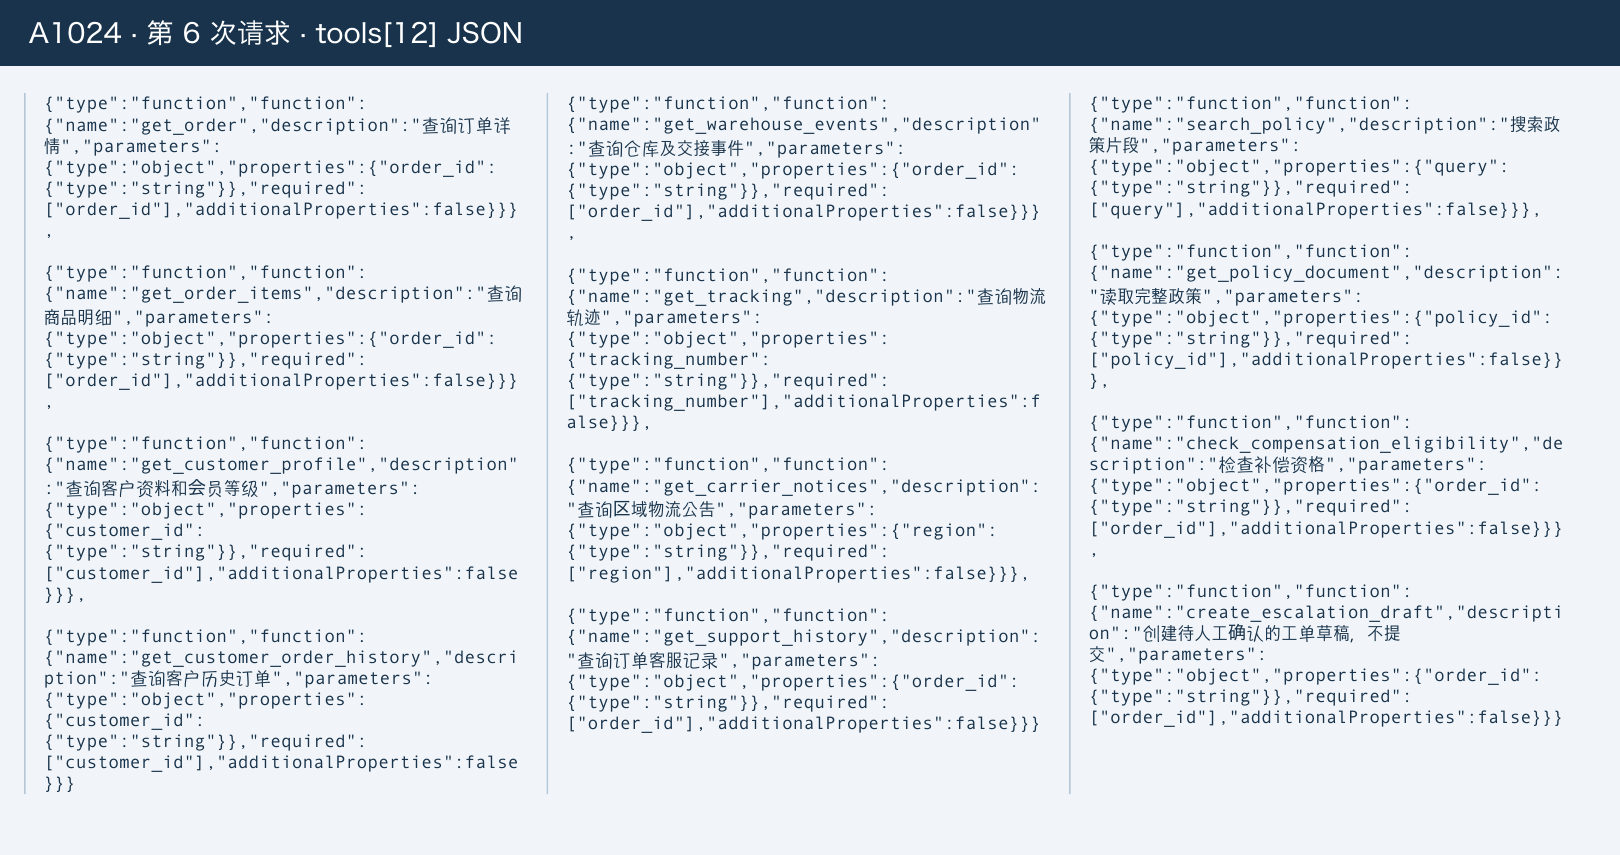 A1024 · 第 6 次请求 · tools[12] JSON
{"type":"function","function":
{"name":"get_order","description":"查询订单详
情","parameters":
{"type":"object","properties":{"order_id":
{"type":"string"}},"required":
["order_id"],"additionalProperties":false}}}
,
{"type":"function","function":
{"name":"get_order_items","description":"查询
商品明细","parameters":
{"type":"object","properties":{"order_id":
{"type":"string"}},"required":
["order_id"],"additionalProperties":false}}}
,
{"type":"function","function":
{"name":"get_customer_profile","description"
:"查询客户资料和会员等级","parameters":
{"type":"object","properties":
{"customer_id":
{"type":"string"}},"required":
["customer_id"],"additionalProperties":false
}}},
{"type":"function","function":
{"name":"get_customer_order_history","descri
ption":"查询客户历史订单","parameters":
{"type":"object","properties":
{"customer_id":
{"type":"string"}},"required":
["customer_id"],"additionalProperties":false
}}}
{"type":"function","function":
{"name":"get_warehouse_events","description"
:"查询仓库及交接事件","parameters":
{"type":"object","properties":{"order_id":
{"type":"string"}},"required":
["order_id"],"additionalProperties":false}}}
,
{"type":"function","function":
{"name":"get_tracking","description":"查询物流
轨迹","parameters":
{"type":"object","properties":
{"tracking_number":
{"type":"string"}},"required":
["tracking_number"],"additionalProperties":f
alse}}},
{"type":"function","function":
{"name":"get_carrier_notices","description":
"查询区域物流公告","parameters":
{"type":"object","properties":{"region":
{"type":"string"}},"required":
["region"],"additionalProperties":false}}},
{"type":"function","function":
{"name":"get_support_history","description":
"查询订单客服记录","parameters":
{"type":"object","properties":{"order_id":
{"type":"string"}},"required":
["order_id"],"additionalProperties":false}}}
{"type":"function","function":
{"name":"search_policy","description":"搜索政
策片段","parameters":
{"type":"object","properties":{"query":
{"type":"string"}},"required":
["query"],"additionalProperties":false}}},
{"type":"function","function":
{"name":"get_policy_document","description":
"读取完整政策","parameters":
{"type":"object","properties":{"policy_id":
{"type":"string"}},"required":
["policy_id"],"additionalProperties":false}}
},
{"type":"function","function":
{"name":"check_compensation_eligibility","de
scription":"检查补偿资格","parameters":
{"type":"object","properties":{"order_id":
{"type":"string"}},"required":
["order_id"],"additionalProperties":false}}}
,
{"type":"function","function":
{"name":"create_escalation_draft","descripti
on":"创建待人工确认的工单草稿，不提
交","parameters":
{"type":"object","properties":{"order_id":
{"type":"string"}},"required":
["order_id"],"additionalProperties":false}}}